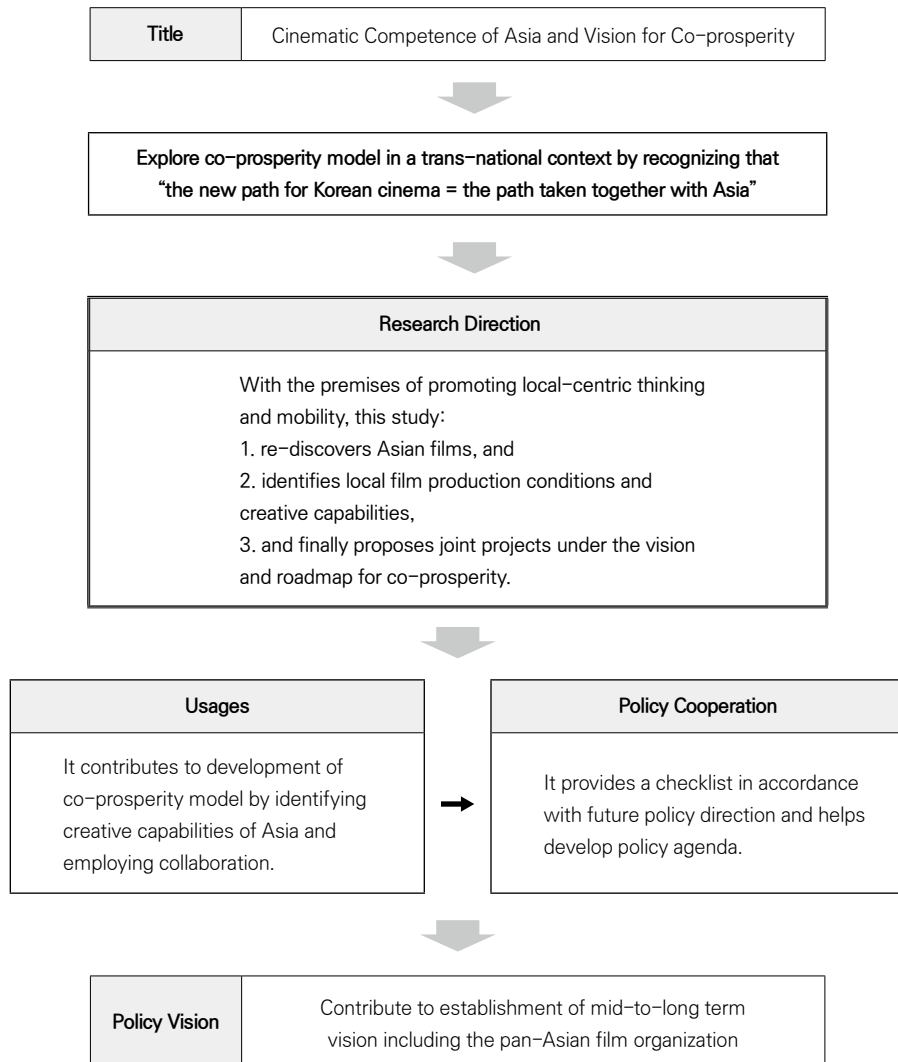 Title
Cinematic Competence of Asia and Vision for Co-prosperity
Explore co-prosperity model in a trans-national context by recognizing that
“the new path for Korean cinema = the path taken together with Asia”
Research Direction
With the premises of promoting local-centric thinking
and mobility, this study:
1. re-discovers Asian films, and
2. identifies local film production conditions and
creative capabilities,
3. and finally proposes joint projects under the vision
and roadmap for co-prosperity.
Usages
It contributes to development of
co-prosperity model by identifying
creative capabilities of Asia and
employing collaboration.
Policy Cooperation
It provides a checklist in accordance
with future policy direction and helps
develop policy agenda.
Policy Vision
Contribute to establishment of mid-to-long term
vision including the pan-Asian film organization